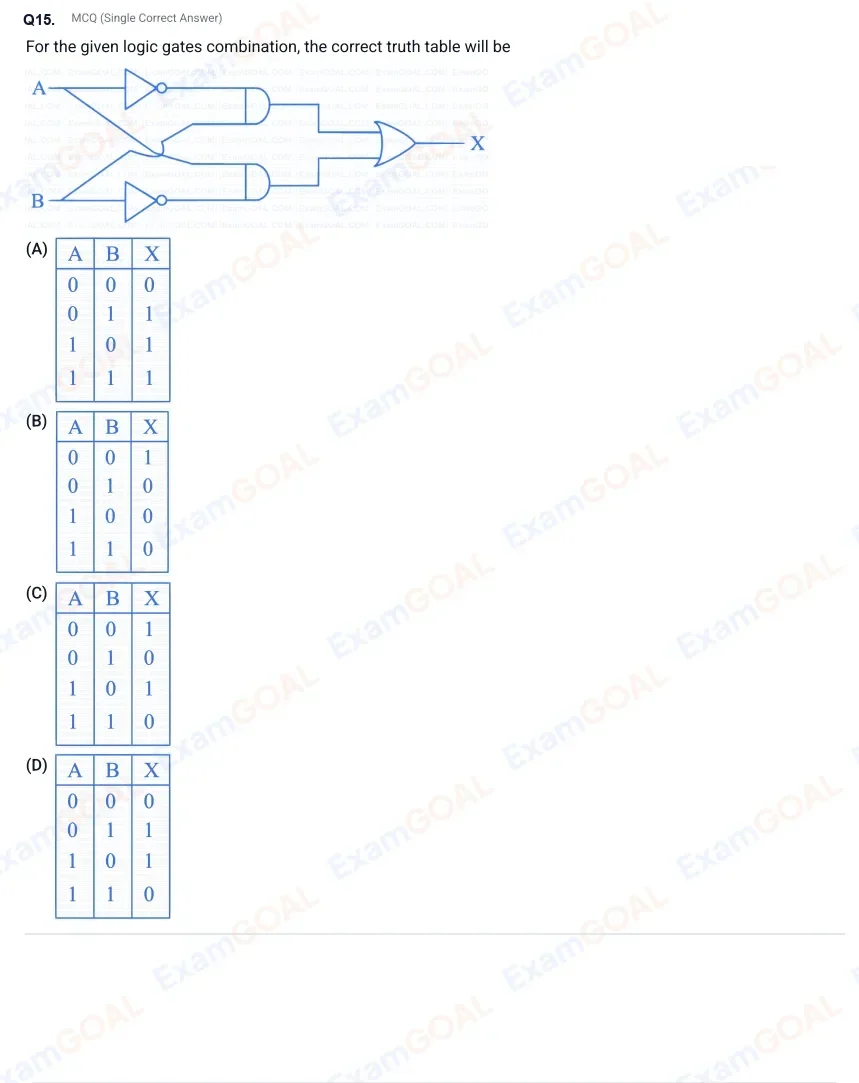 Q15. MCQ (Single Correct Answer)
For the given logic gates combination, the correct truth table will be
A
B
X
(A)
A B X
0 0 0
0 1 1
1 0 1
1 1 1
(B)
A B X
0 0 1
0 1 0
1 0 0
1 1 0
(C)
A B X
0 0 1
0 1 0
1 0 1
1 1 0
(D)
A B X
0 0 0
0 1 1
1 0 1
1 1 0
ExamGOAL